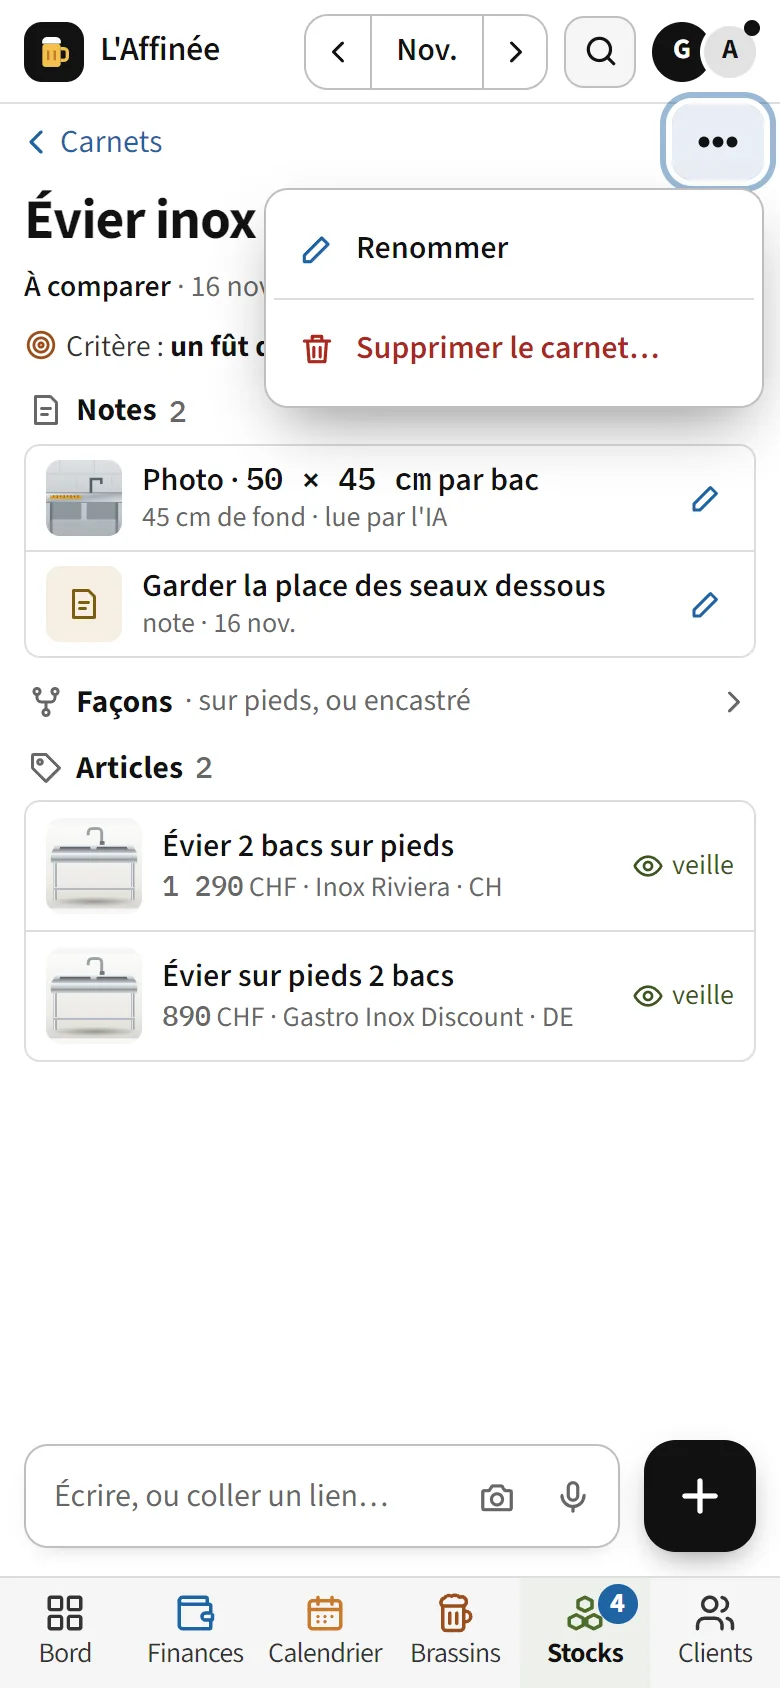 L'Affinée
Nov.
G
A
Carnets
Évier inox
Renommer
À comparer · 16 nov
Supprimer le carnet…
Critère : un fût
Notes 2
Photo · 50 × 45 cm par bac
45 cm de fond · lue par l'IA
Garder la place des seaux dessous
note · 16 nov.
Façons · sur pieds, ou encastré
Articles 2
Évier 2 bacs sur pieds
1 290 CHF · Inox Riviera · CH
veille
Évier sur pieds 2 bacs
890 CHF · Gastro Inox Discount · DE
veille
Écrire, ou coller un lien…
4
Bord
Finances
Calendrier
Brassins
Stocks
Clients